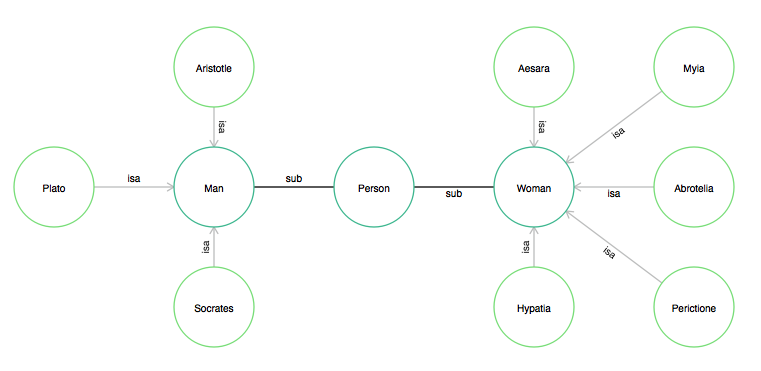 Aristotle
Aesara
Myia
isa
isa
isa
Plato
isa
Man
sub
Person
sub
Woman
isa
Abrotelia
isa
isa
isa
Socrates
Hypatia
Perictione